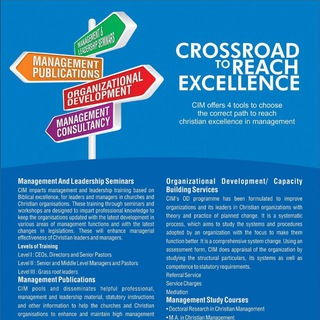 MANAGEMENT &
LEADERSHIP SEMINARS
MANAGEMENT
PUBLICATIONS
ORGANIZATIONAL
DEVELOPMENT
MANAGEMENT
CONSULTANCY
CROSSROAD
TO REACH
EXCELLENCE
CIM offers 4 tools to choose
the correct path to reach
christian excellence in management
Management And Leadership Seminars
CIM imparts management and leadership training based on
Biblical excellence, for leaders and managers in churches and
Christian organisations. These training through seminars and
workshops are designed to impart professional knowledge to
keep the organisations updated with the latest development in
various areas of management functions and with the latest
changes in legislations. These will enhance managerial
effectiveness of Christian leaders and managers.
Levels of Training
Level I : CEOs, Directors and Senior Pastors
Level II : Senior and Middle Level Managers and Pastors
Level III : Grass root leaders
Management Publications
CIM pools and disseminates helpful professional,
management and leadership material, statutory instructions
and other information to help the churches and Christian
organisations to enhance and maintain high management
Organizational Development/ Capacity
Building Services
CIM's OD programme has been formulated to improve
organizations and its leaders in Christian organizations with
theory and practice of planned change. It is a systematic
process, which aims to study the systems and procedures
adopted by an organization with the focus to make them
function better. It is a comprehensive system change. Using an
assessment form, CIM does appraisal of the organization by
studying the structural particulars, its systems as well as
competence to statutory requirements.
Referral Service
Service Charges
Mediation
Management Study Courses
• Doctoral Research in Christian Management
• M.A. in Christian Management